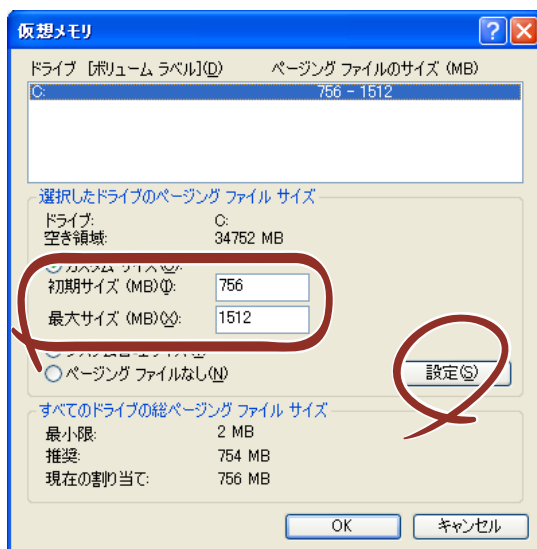 仮想メモリ
ドライブ [ボリューム ラベル](D) ページング ファイルのサイズ (MB)
C: 756 - 1512
選択したドライブのページング ファイル サイズ
ドライブ: C:
空き領域: 34752 MB
初期サイズ (MB)(I): 756
最大サイズ (MB)(X): 1512
ページング ファイルなし(N) 設定(S)
すべてのドライブの総ページング ファイル サイズ
最小限: 2 MB
推奨: 754 MB
現在の割り当て: 756 MB
OK キャンセル